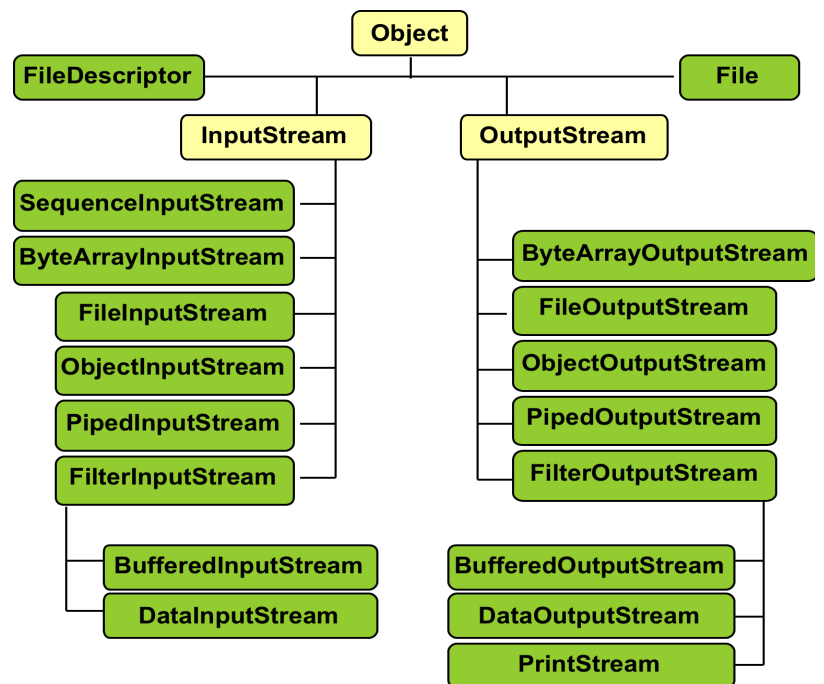 Object
FileDescriptor
File
InputStream
OutputStream
SequenceInputStream
ByteArrayInputStream
FileInputStream
ObjectInputStream
PipedInputStream
FilterInputStream
BufferedInputStream
DataInputStream
ByteArrayOutputStream
FileOutputStream
ObjectOutputStream
PipedOutputStream
FilterOutputStream
BufferedOutputStream
DataOutputStream
PrintStream